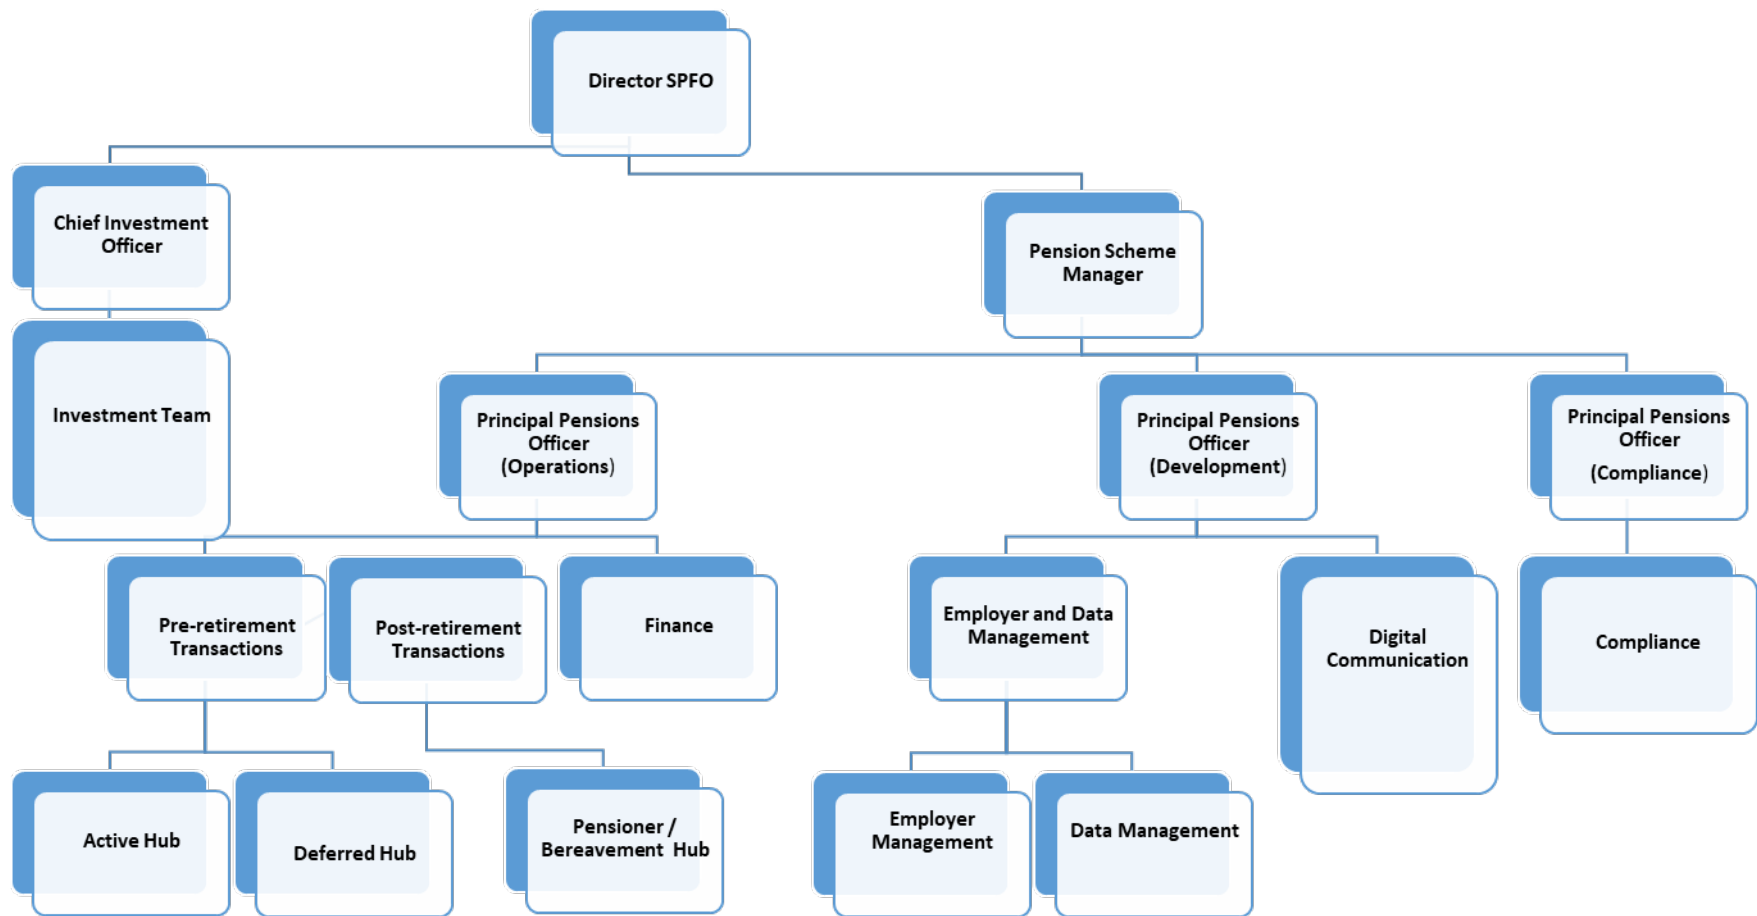 Director SPFO
Chief Investment
Officer
Pension Scheme
Manager
Investment Team
Principal Pensions
Officer
(Operations)
Principal Pensions
Officer
(Development)
Principal Pensions
Officer
(Compliance)
Pre-retirement
Transactions
Post-retirement
Transactions
Finance
Employer and Data
Management
Digital
Communication
Compliance
Active Hub
Deferred Hub
Pensioner /
Bereavement Hub
Employer
Management
Data Management